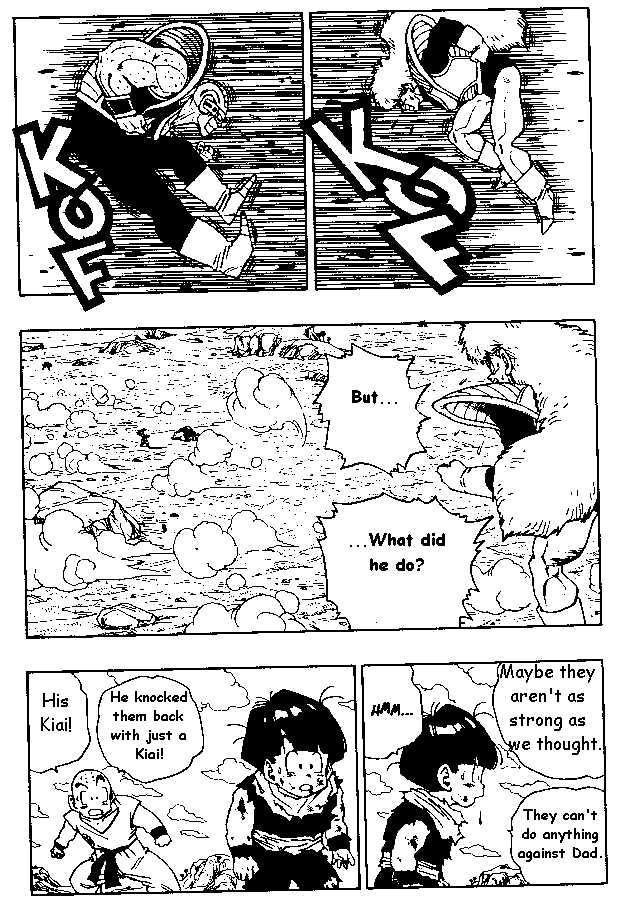 KOF
KOF
But...
...What did
he do?
His
Kiai!
He knocked
them back
with just a
Kiai!
HMM...
Maybe they
aren't as
strong as
we thought.
They can't
do anything
against Dad.